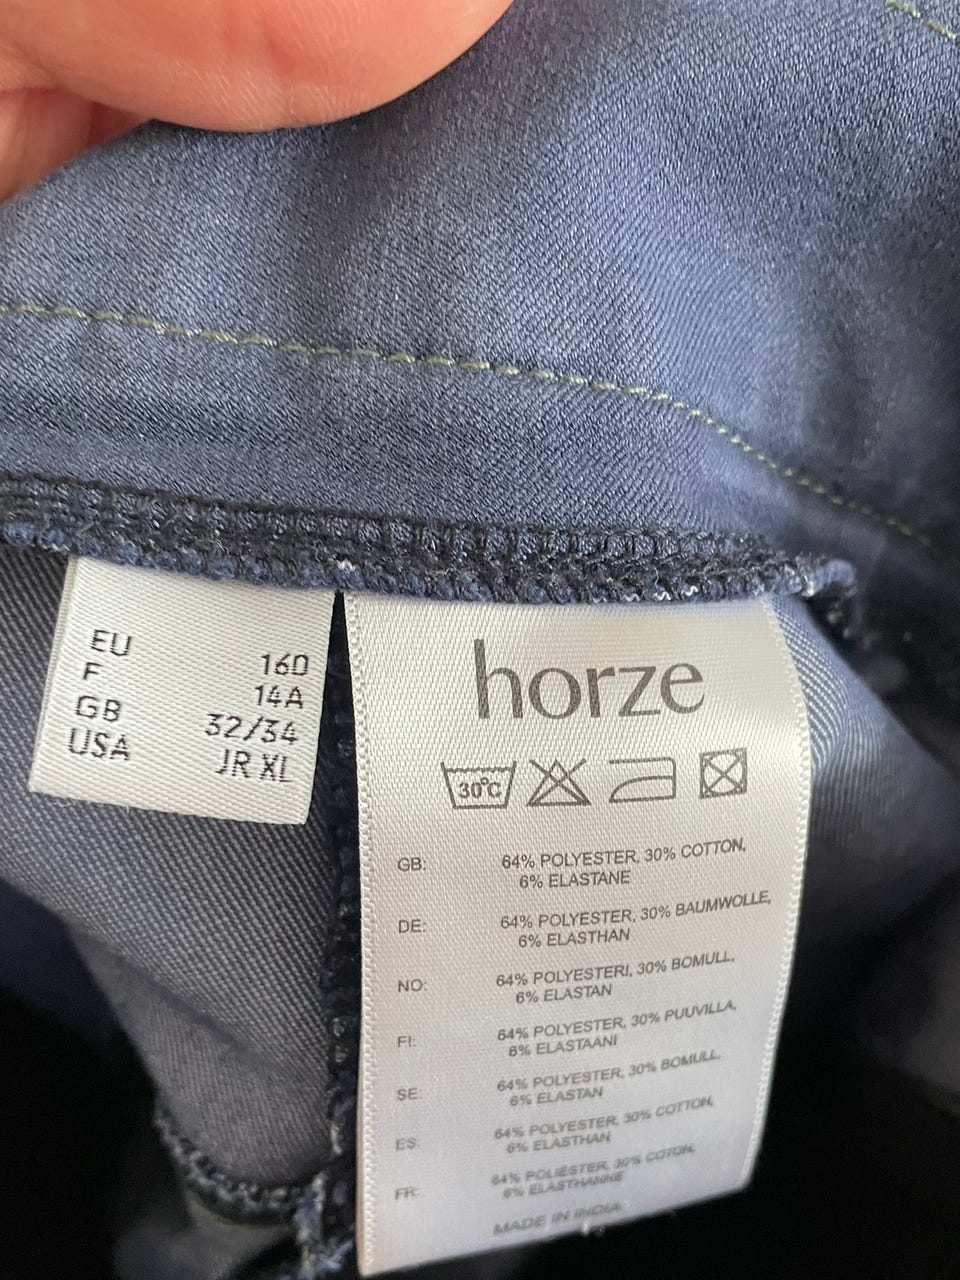 EU 160
F 14A
GB 32/34
USA JR XL
horze
30°C
GB: 64% POLYESTER, 30% COTTON,
6% ELASTANE
DE: 64% POLYESTER, 30% BAUMWOLLE,
6% ELASTHAN
NO: 64% POLYESTERI, 30% BOMULL,
6% ELASTAN
FI: 64% POLYESTER, 30% PUUVILLA,
6% ELASTAANI
SE: 64% POLYESTER, 30% BOMULL,
6% ELASTAN
ES: 64% POLYESTER, 30% COTTON,
6% ELASTHAN
FR: 64% POLIESTER, 30% COTON,
6% ELASTHANNE
MADE IN INDIA